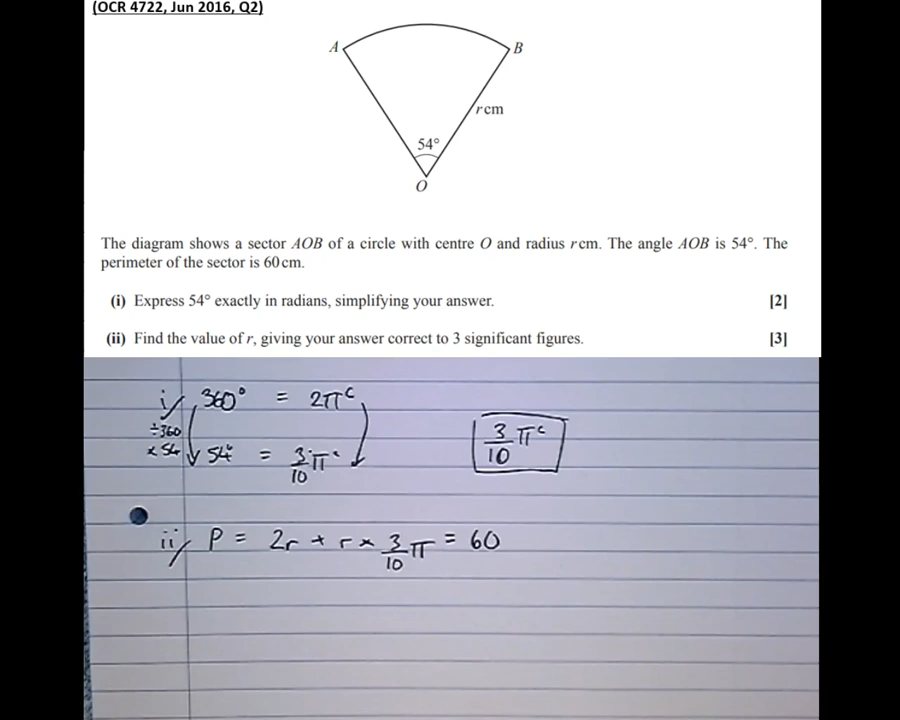 (OCR 4722, Jun 2016, Q2)
A
B
r cm
54°
O
The diagram shows a sector AOB of a circle with centre O and radius r cm. The angle AOB is 54°. The
perimeter of the sector is 60 cm.
(i) Express 54° exactly in radians, simplifying your answer. [2]
(ii) Find the value of r, giving your answer correct to 3 significant figures. [3]
i/ 360° = 2πᶜ
÷360
×54 54° = 3/10 πᶜ
3/10 πᶜ
ii/ P = 2r + r × 3/10 π = 60